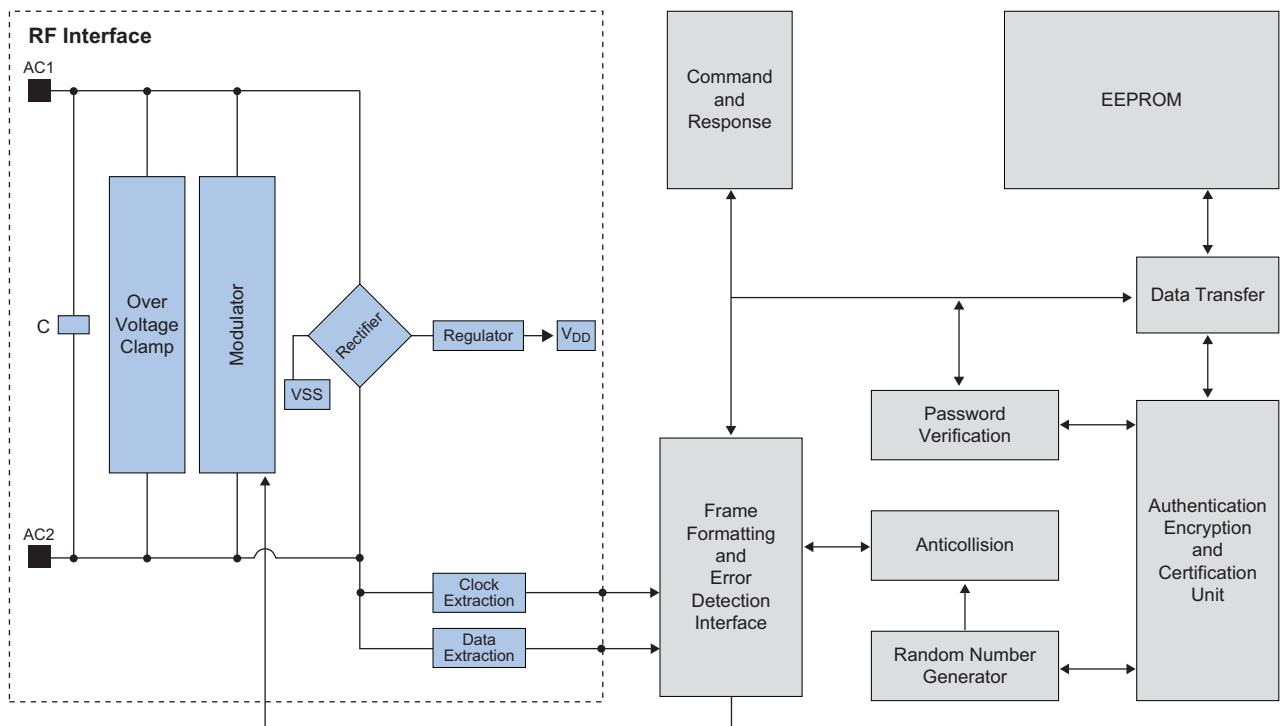 RF Interface
AC1
C
Over
Voltage
Clamp
Modulator
Rectifier
VSS
Regulator
VDD
AC2
Clock
Extraction
Data
Extraction
Command
and
Response
EEPROM
Data Transfer
Password
Verification
Frame
Formatting
and
Error
Detection
Interface
Anticollision
Authentication
Encryption
and
Certification
Unit
Random Number
Generator